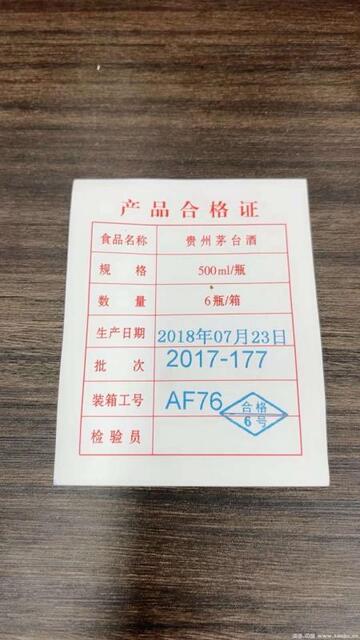 产品合格证
食品名称 贵州茅台酒
规 格 500ml/瓶
数 量 6瓶/箱
生产日期 2018年07月23日
批 次 2017-177
装箱工号 AF76
合格
6号
检验员